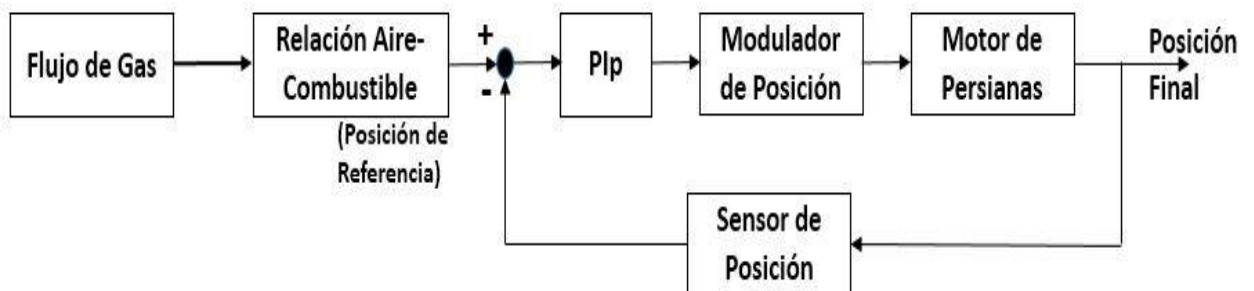 Flujo de Gas
Relación Aire-
Combustible
(Posición de
Referencia)
+
-
PIp
Modulador
de Posición
Motor de
Persianas
Posición
Final
Sensor de
Posición